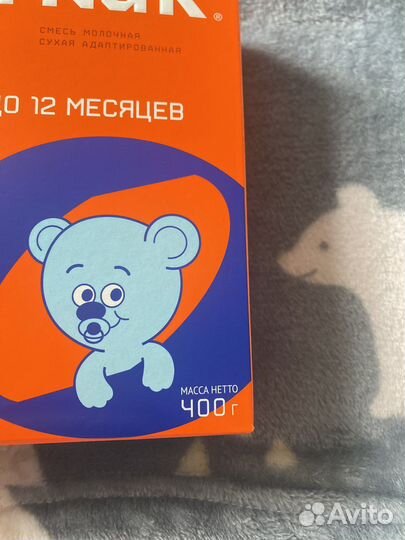 СМЕСЬ МОЛОЧНАЯ
СУХАЯ АДАПТИРОВАННАЯ
ДО 12 МЕСЯЦЕВ
МАССА НЕТТО
400 г
Avito